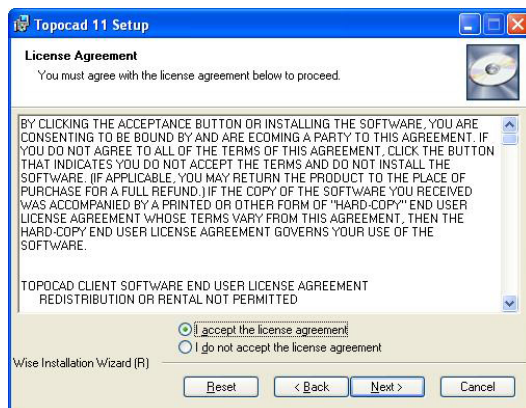 Topocad 11 Setup
License Agreement
You must agree with the license agreement below to proceed.
BY CLICKING THE ACCEPTANCE BUTTON OR INSTALLING THE SOFTWARE, YOU ARE
CONSENTING TO BE BOUND BY AND ARE ECOMING A PARTY TO THIS AGREEMENT. IF
YOU DO NOT AGREE TO ALL OF THE TERMS OF THIS AGREEMENT, CLICK THE BUTTON
THAT INDICATES YOU DO NOT ACCEPT THE TERMS AND DO NOT INSTALL THE
SOFTWARE. (IF APPLICABLE, YOU MAY RETURN THE PRODUCT TO THE PLACE OF
PURCHASE FOR A FULL REFUND.) IF THE COPY OF THE SOFTWARE YOU RECEIVED
WAS ACCOMPANIED BY A PRINTED OR OTHER FORM OF "HARD-COPY" END USER
LICENSE AGREEMENT WHOSE TERMS VARY FROM THIS AGREEMENT, THEN THE
HARD-COPY END USER LICENSE AGREEMENT GOVERNS YOUR USE OF THE
SOFTWARE.
TOPOCAD CLIENT SOFTWARE END USER LICENSE AGREEMENT
REDISTRIBUTION OR RENTAL NOT PERMITTED
I accept the license agreement
I do not accept the license agreement
Wise Installation Wizard (R)
Reset
< Back
Next >
Cancel